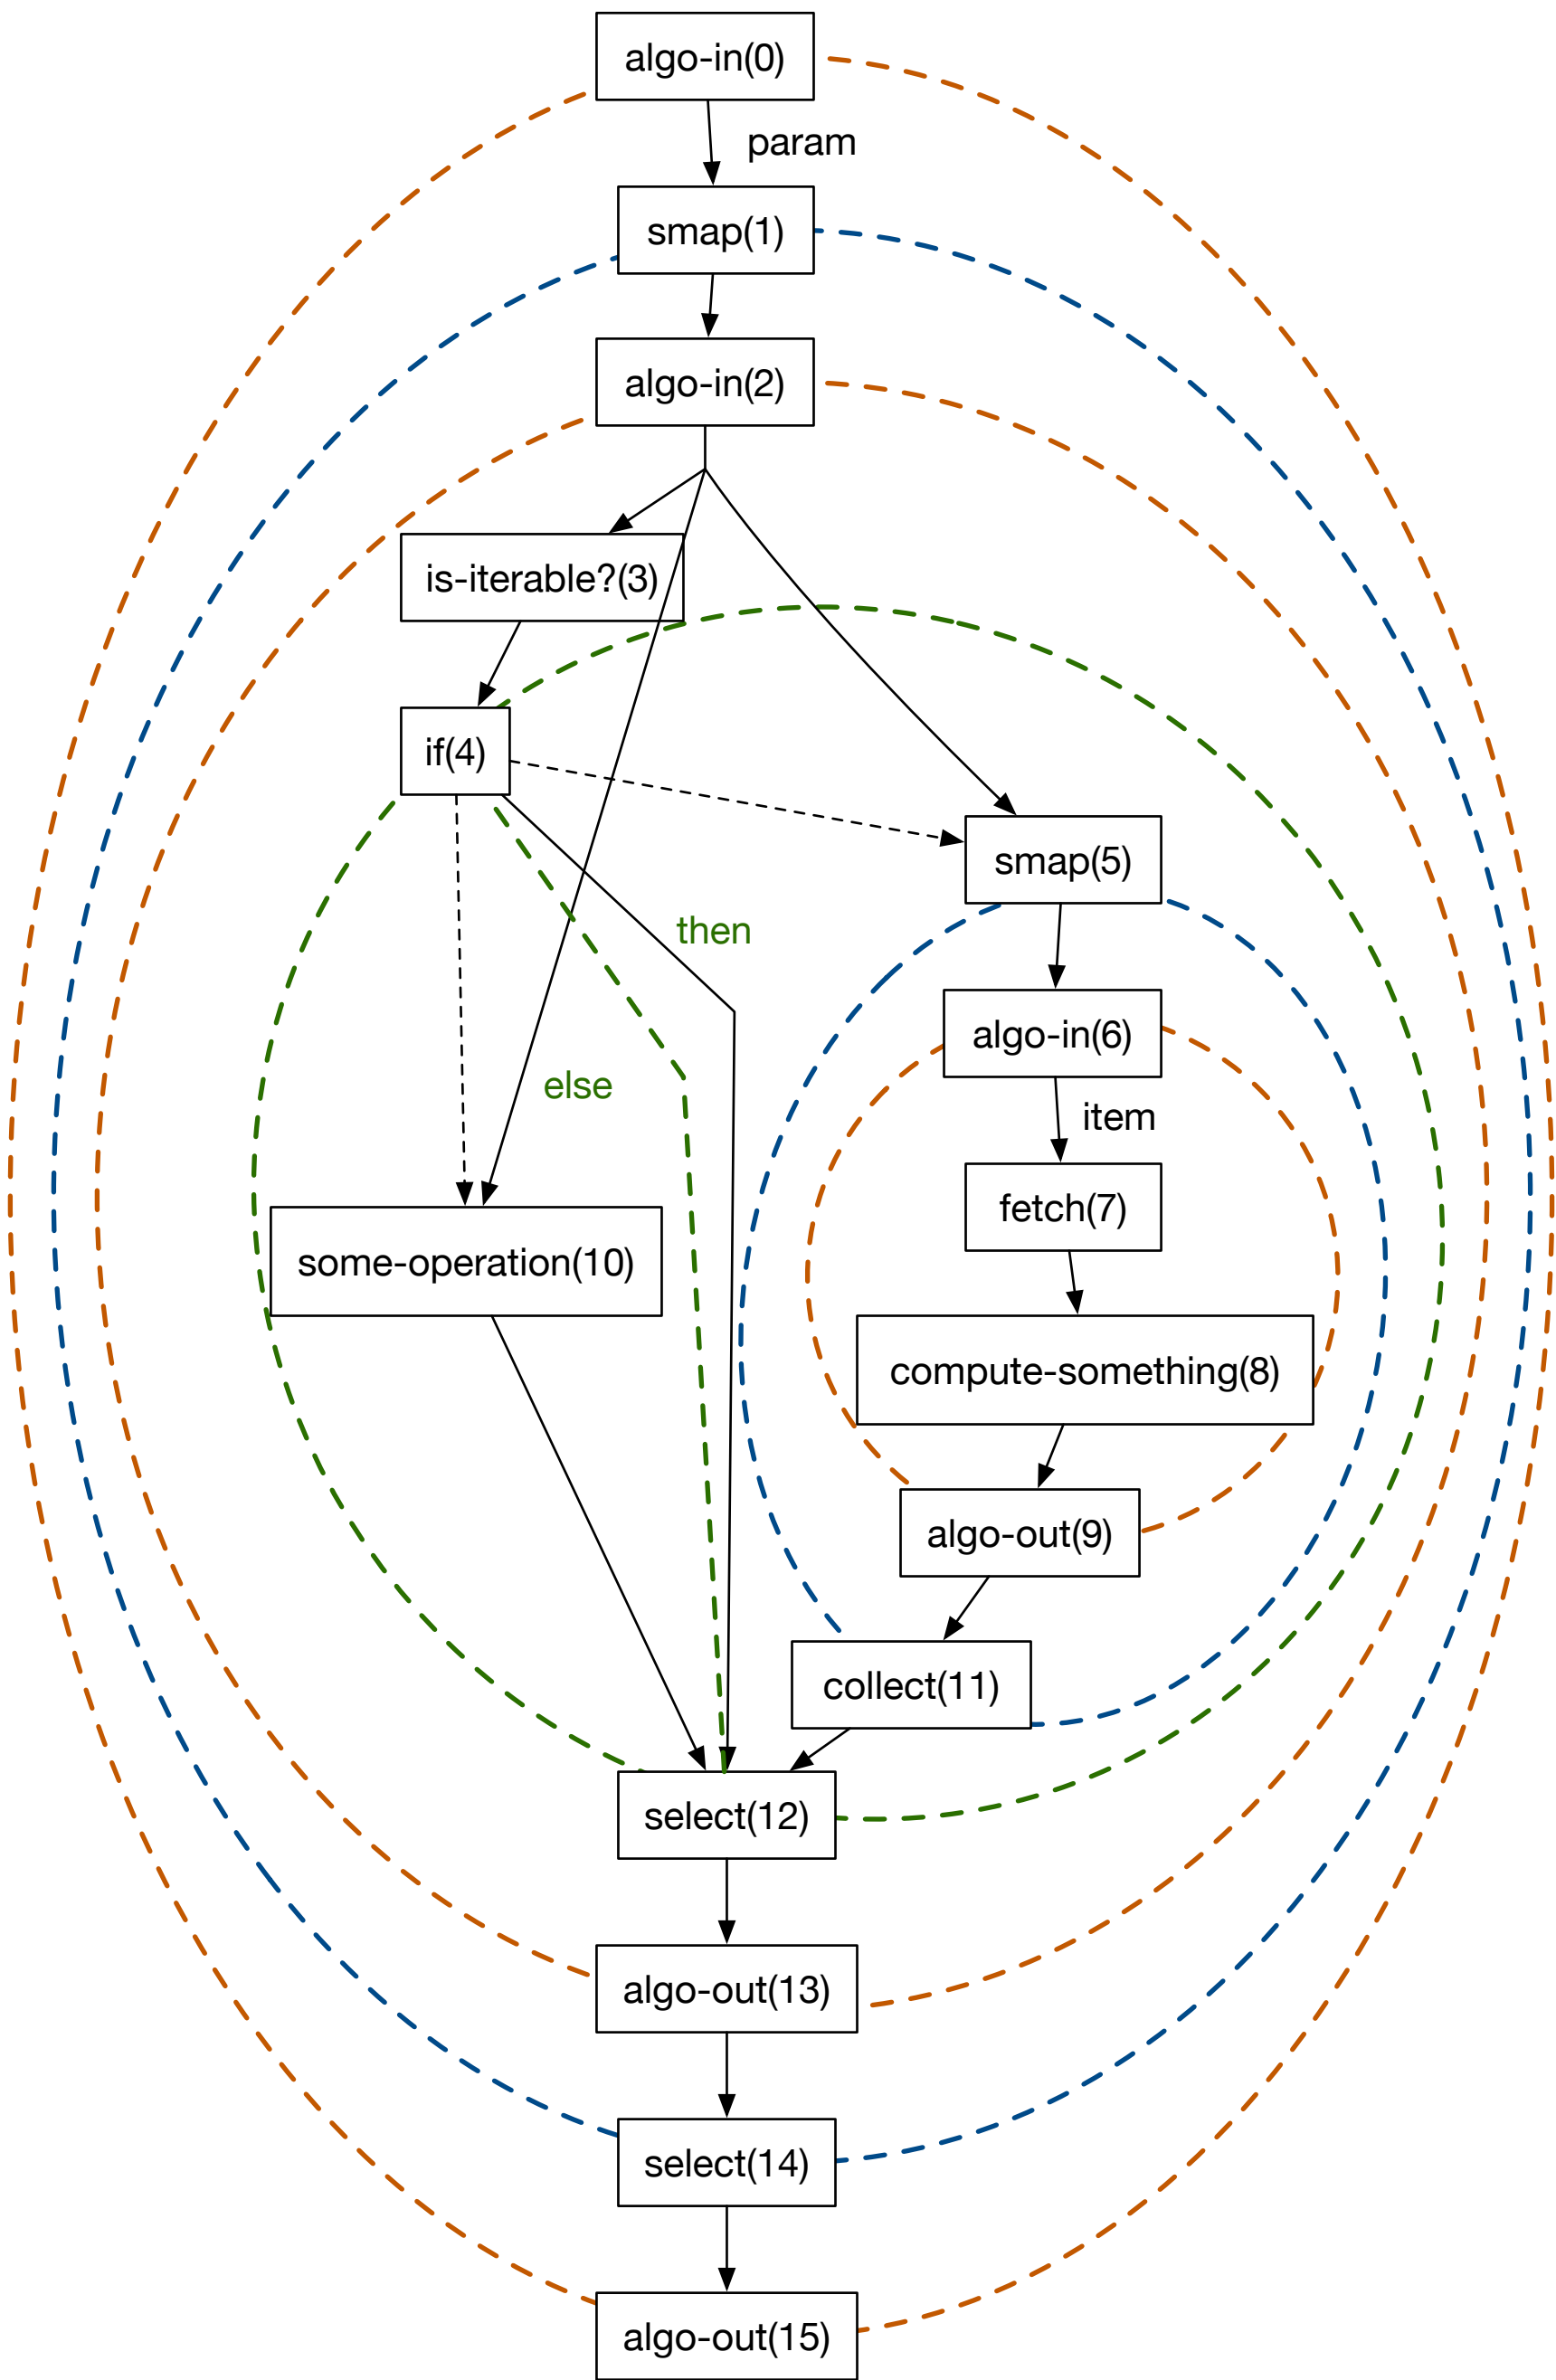 algo-in(0)
param
smap(1)
algo-in(2)
is-iterable?(3)
if(4)
smap(5)
then
algo-in(6)
else
item
fetch(7)
some-operation(10)
compute-something(8)
algo-out(9)
collect(11)
select(12)
algo-out(13)
select(14)
algo-out(15)